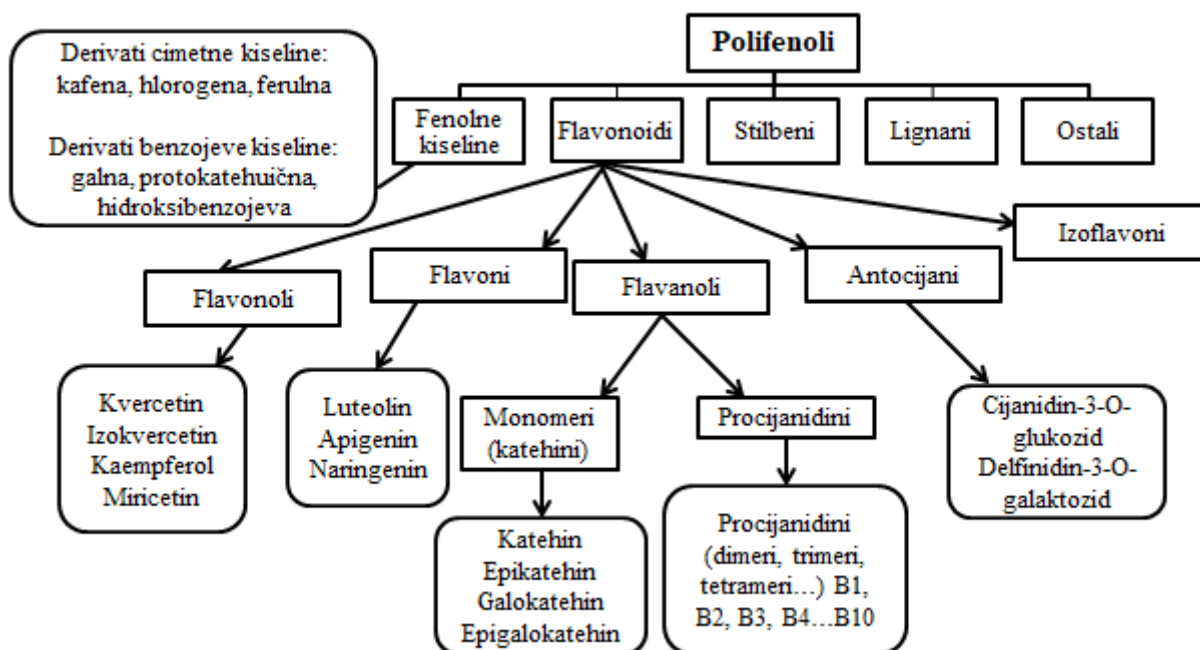 Polifenoli
Derivati cimetne kiseline:
kafena, hlorogena, ferulna
Derivati benzojeve kiseline:
galna, protokatehuična,
hidroksibenzojeva
Fenolne
kiseline
Flavonoidi
Stilbeni
Lignani
Ostali
Flavonoli
Flavoni
Flavanoli
Antocijani
Izoflavoni
Kvercetin
Izokvercetin
Kaempferol
Miricetin
Luteolin
Apigenin
Naringenin
Monomeri
(katehini)
Procijanidini
Cijanidin-3-O-
glukozid
Delfinidin-3-O-
galaktozid
Katehin
Epikatehin
Galokatehin
Epigalokatehin
Procijanidini
(dimeri, trimeri,
tetrameri...) B1,
B2, B3, B4...B10